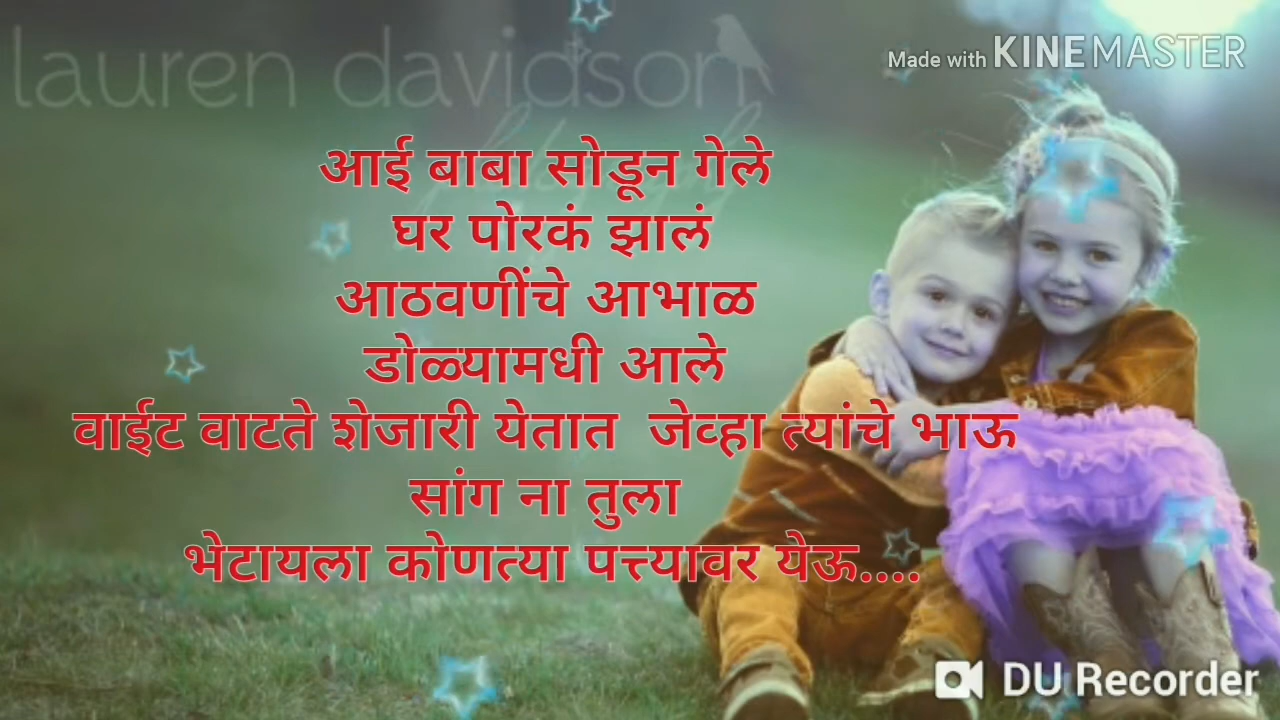 lauren davidson
Made with KINEMASTER
आई बाबा सोडून गेले
घर पोरकं झालं
आठवणींचे आभाळ
डोळ्यामधी आले
वाईट वाटते शेजारी येतात जेव्हा त्यांचे भाऊ
सांग ना तुला
भेटायला कोणत्या पत्त्यावर येऊ....
DU Recorder